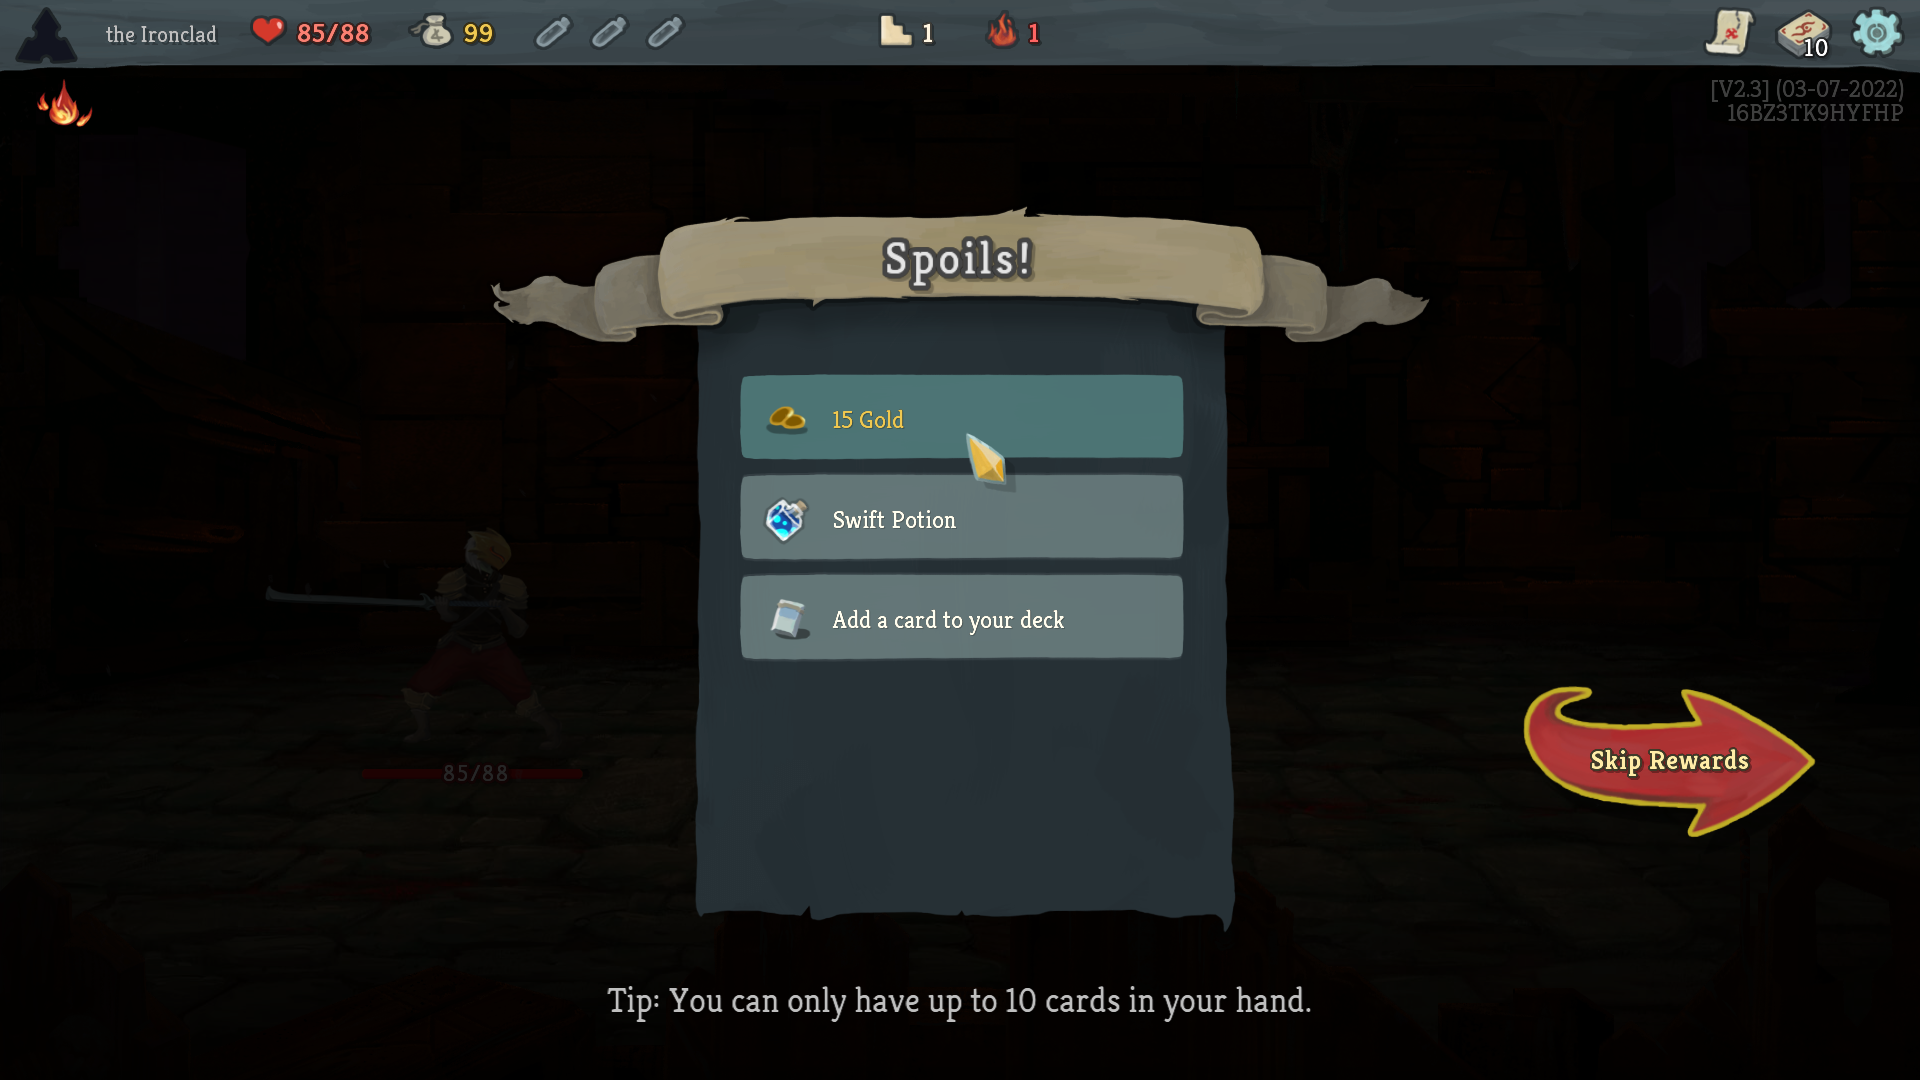 the Ironclad
85/88
99
1
1
10
[V2.3] (03-07-2022)
16BZ3TK9HYFHP
Spoils!
15 Gold
Swift Potion
Add a card to your deck
Skip Rewards
85/88
Tip: You can only have up to 10 cards in your hand.